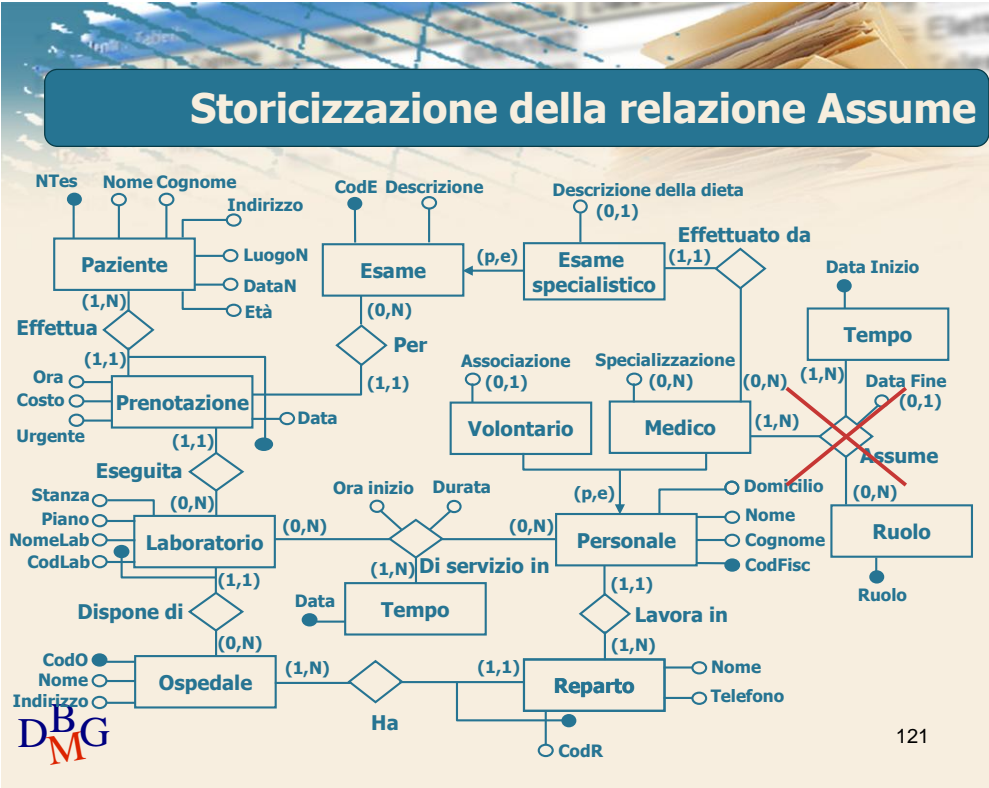 Storicizzazione della relazione Assume
NTes
Nome Cognome
Indirizzo
LuogoN
DataN
Età
Paziente
(1,N)
Effettua
(1,1)
CodE Descrizione
Esame
(0,N)
Per
(1,1)
(p,e)
Descrizione della dieta
(0,1)
Esame
specialistico
(1,1)
Effettuato da
(0,N)
Data Inizio
Tempo
(1,N)
Data Fine
(0,1)
Assume
(0,N)
Ruolo
Ruolo
Ora
Costo
Urgente
Prenotazione
Data
(1,1)
Eseguita
(0,N)
Associazione
(0,1)
Volontario
Specializzazione
(0,N)
Medico
(1,N)
(p,e)
Stanza
Piano
NomeLab
CodLab
Laboratorio
(0,N)
(1,1)
Dispone di
(0,N)
Ora inizio
Durata
Di servizio in
(0,N)
(1,N)
Data
Tempo
Personale
Domicilio
Nome
Cognome
CodFisc
(1,1)
Lavora in
(1,N)
CodO
Nome
Indirizzo
Ospedale
(1,N)
Ha
(1,1)
Reparto
Nome
Telefono
CodR
DBMG
121